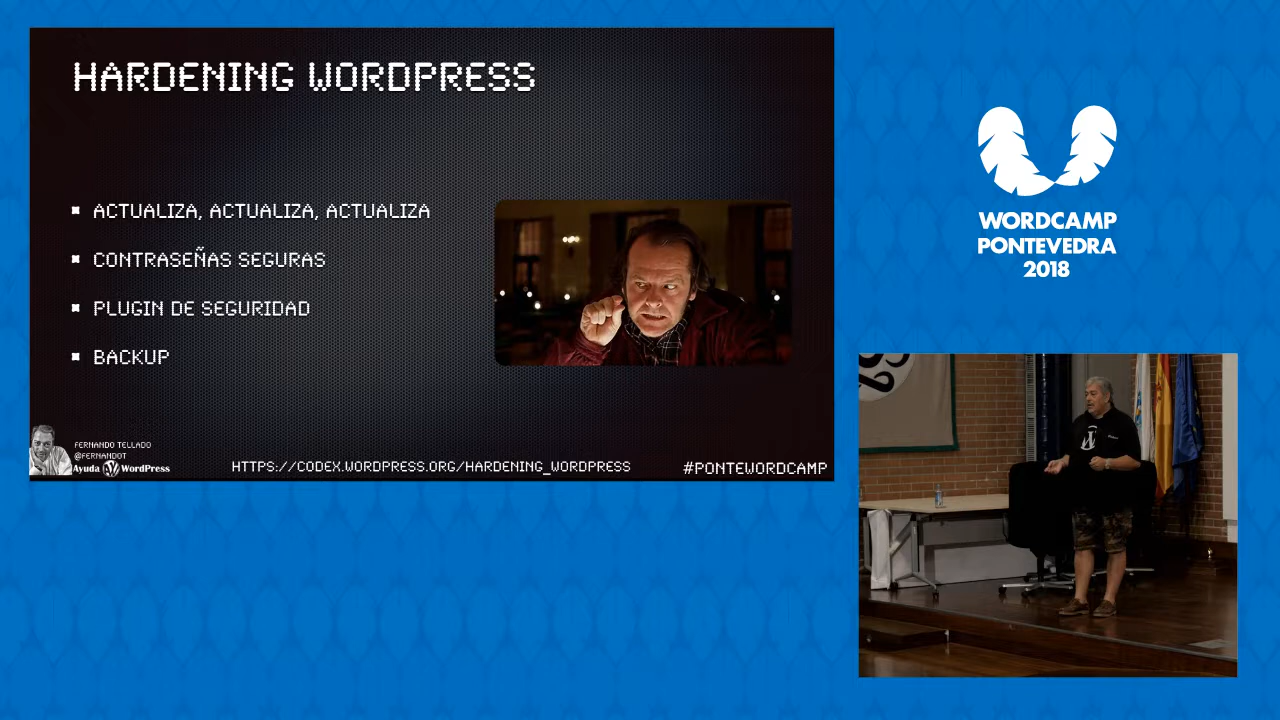 HARDENING WORDPRESS
ACTUALIZA, ACTUALIZA, ACTUALIZA
CONTRASEÑAS SEGURAS
PLUGIN DE SEGURIDAD
BACKUP
FERNANDO TELLADO
@FERNANDOT
Ayuda WordPress
HTTPS://CODEX.WORDPRESS.ORG/HARDENING_WORDPRESS
#PONTEWORDCAMP
WORDCAMP
PONTEVEDRA
2018